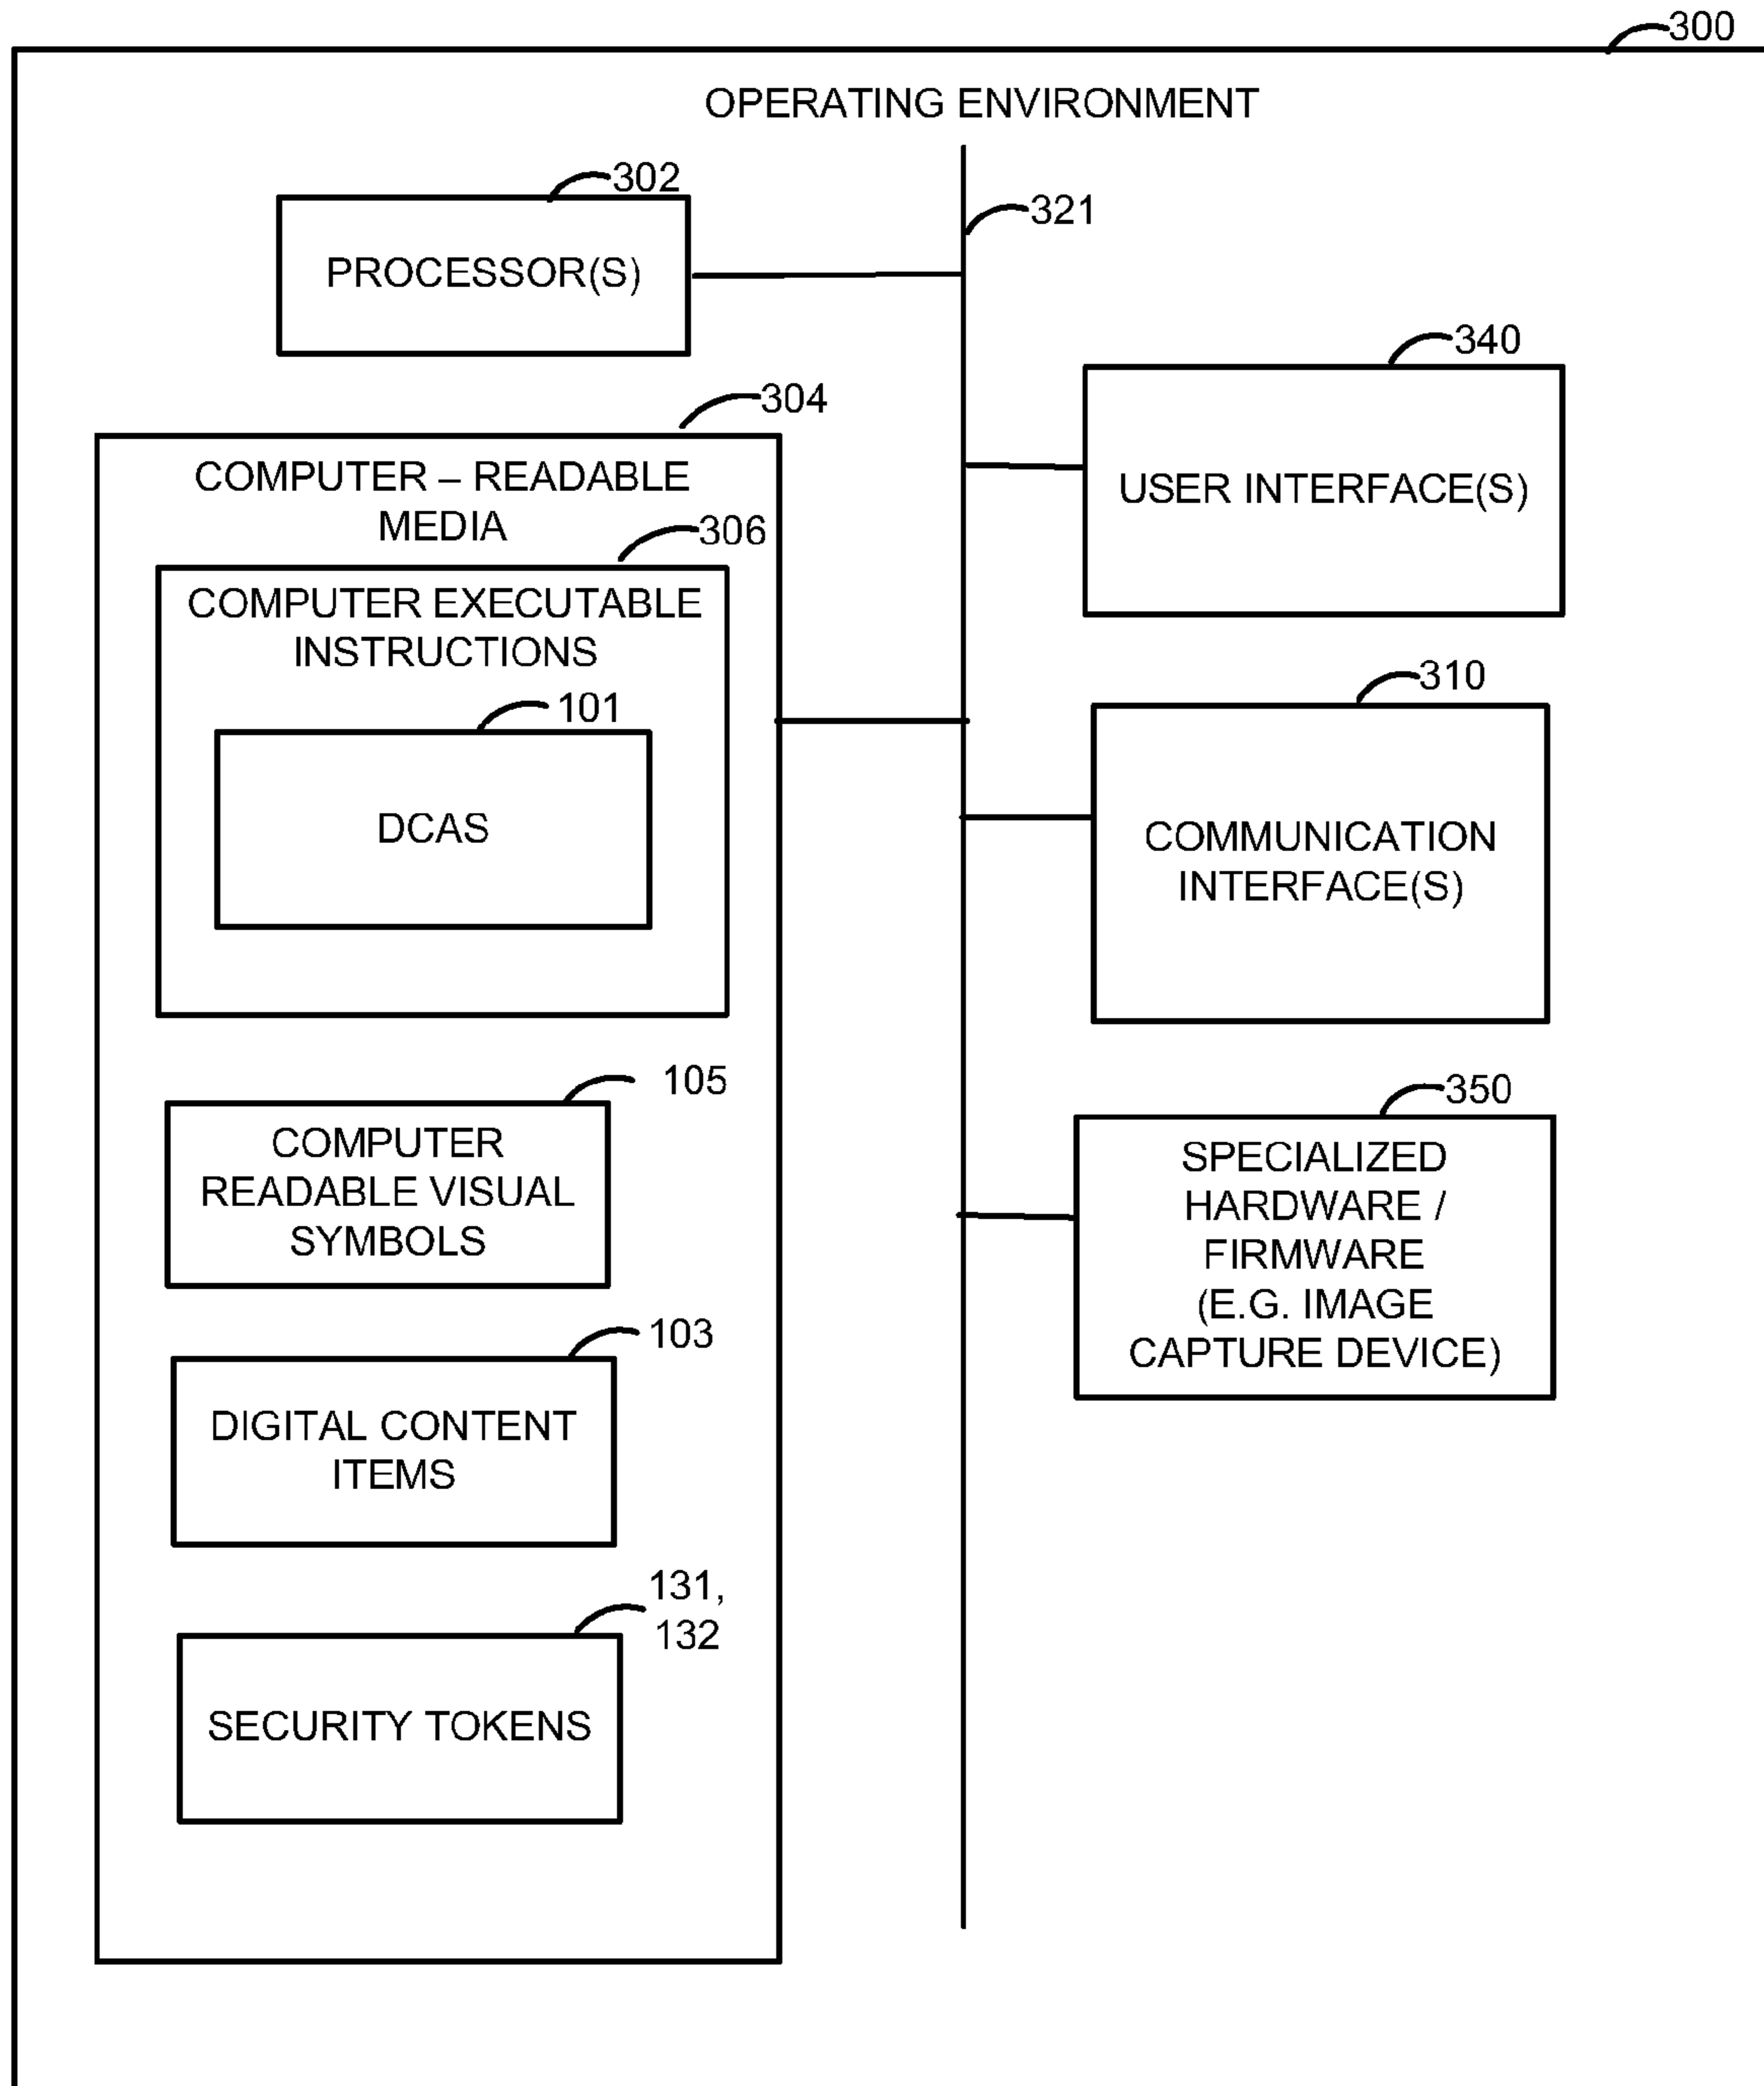 300
OPERATING ENVIRONMENT
302
PROCESSOR(S)
321
340
USER INTERFACE(S)
304
COMPUTER – READABLE
MEDIA
306
COMPUTER EXECUTABLE
INSTRUCTIONS
101
DCAS
310
COMMUNICATION
INTERFACE(S)
105
COMPUTER
READABLE VISUAL
SYMBOLS
350
SPECIALIZED
HARDWARE /
FIRMWARE
(E.G. IMAGE
CAPTURE DEVICE)
103
DIGITAL CONTENT
ITEMS
131,
132
SECURITY TOKENS